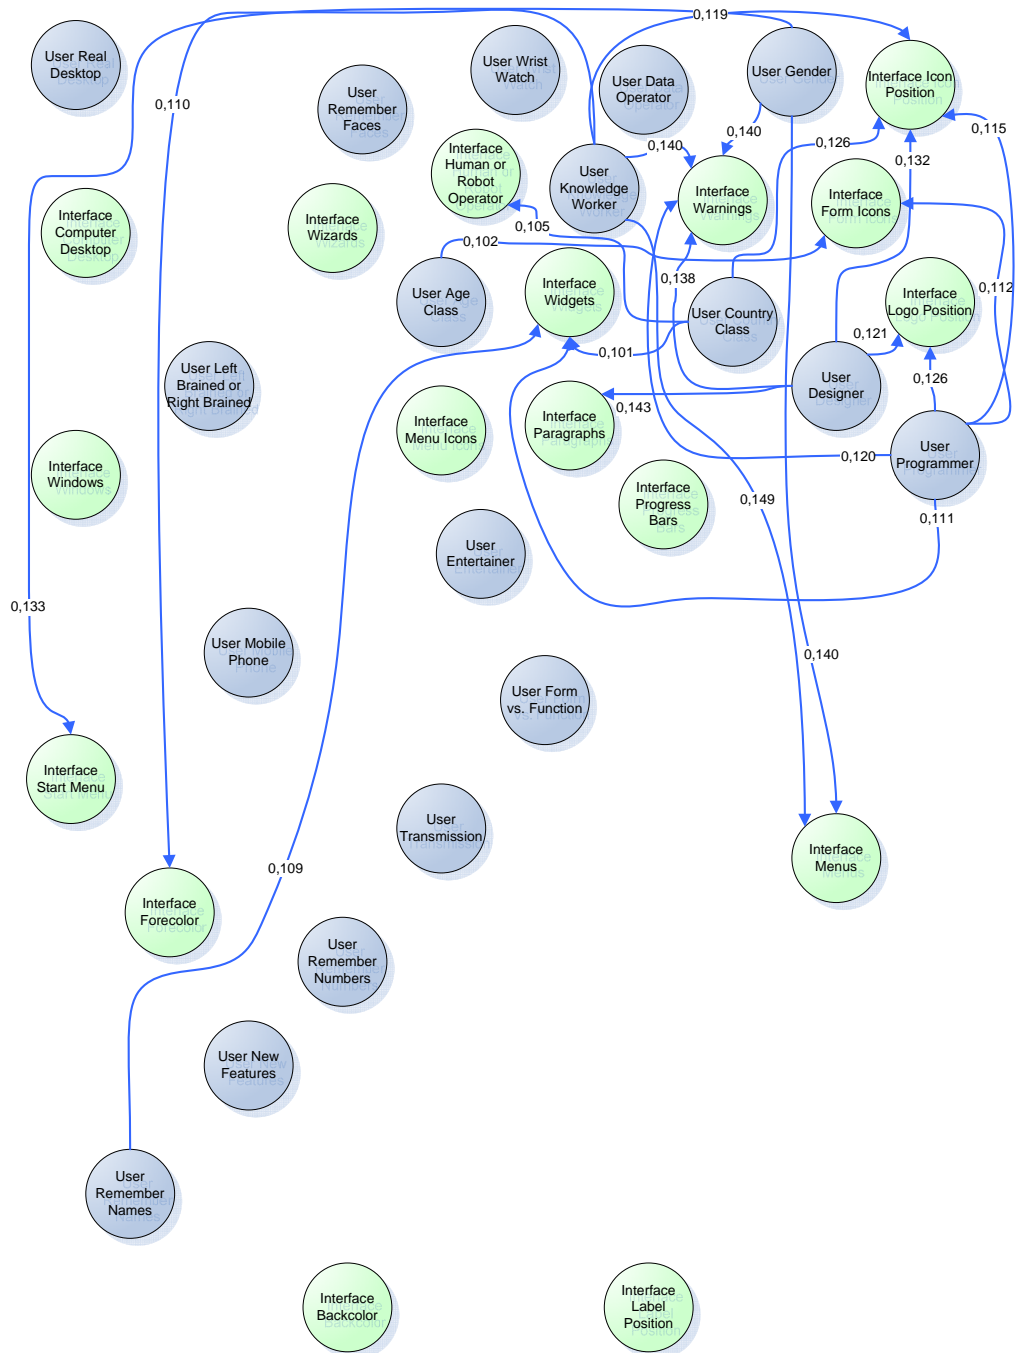 0,119
User Real
Desktop
User Wrist
Watch
User Gender
Interface Icon
Position
User
Remember
Faces
User Data
Operator
0,110
0,115
0,140
0,126
0,140
0,132
Interface
Human or
Robot
Operator
User
Knowledge
Worker
Interface
Warnings
Interface
Form Icons
Interface
Computer
Desktop
Interface
Wizards
0,105
0,102
0,138
0,112
User Age
Class
Interface
Widgets
User Country
Class
Interface
Logo Position
0,121
0,101
User Left
Brained or
Right Brained
0,126
User
Designer
0,143
Interface
Menu Icons
Interface
Paragraphs
0,120
User
Programmer
Interface
Windows
Interface
Progress
Bars
0,149
0,111
User
Entertainer
0,133
User Mobile
Phone
0,140
User Form
vs. Function
Interface
Start Menu
User
Transmission
Interface
Menus
0,109
Interface
Forecolor
User
Remember
Numbers
User New
Features
User
Remember
Names
Interface
Backcolor
Interface
Label
Position